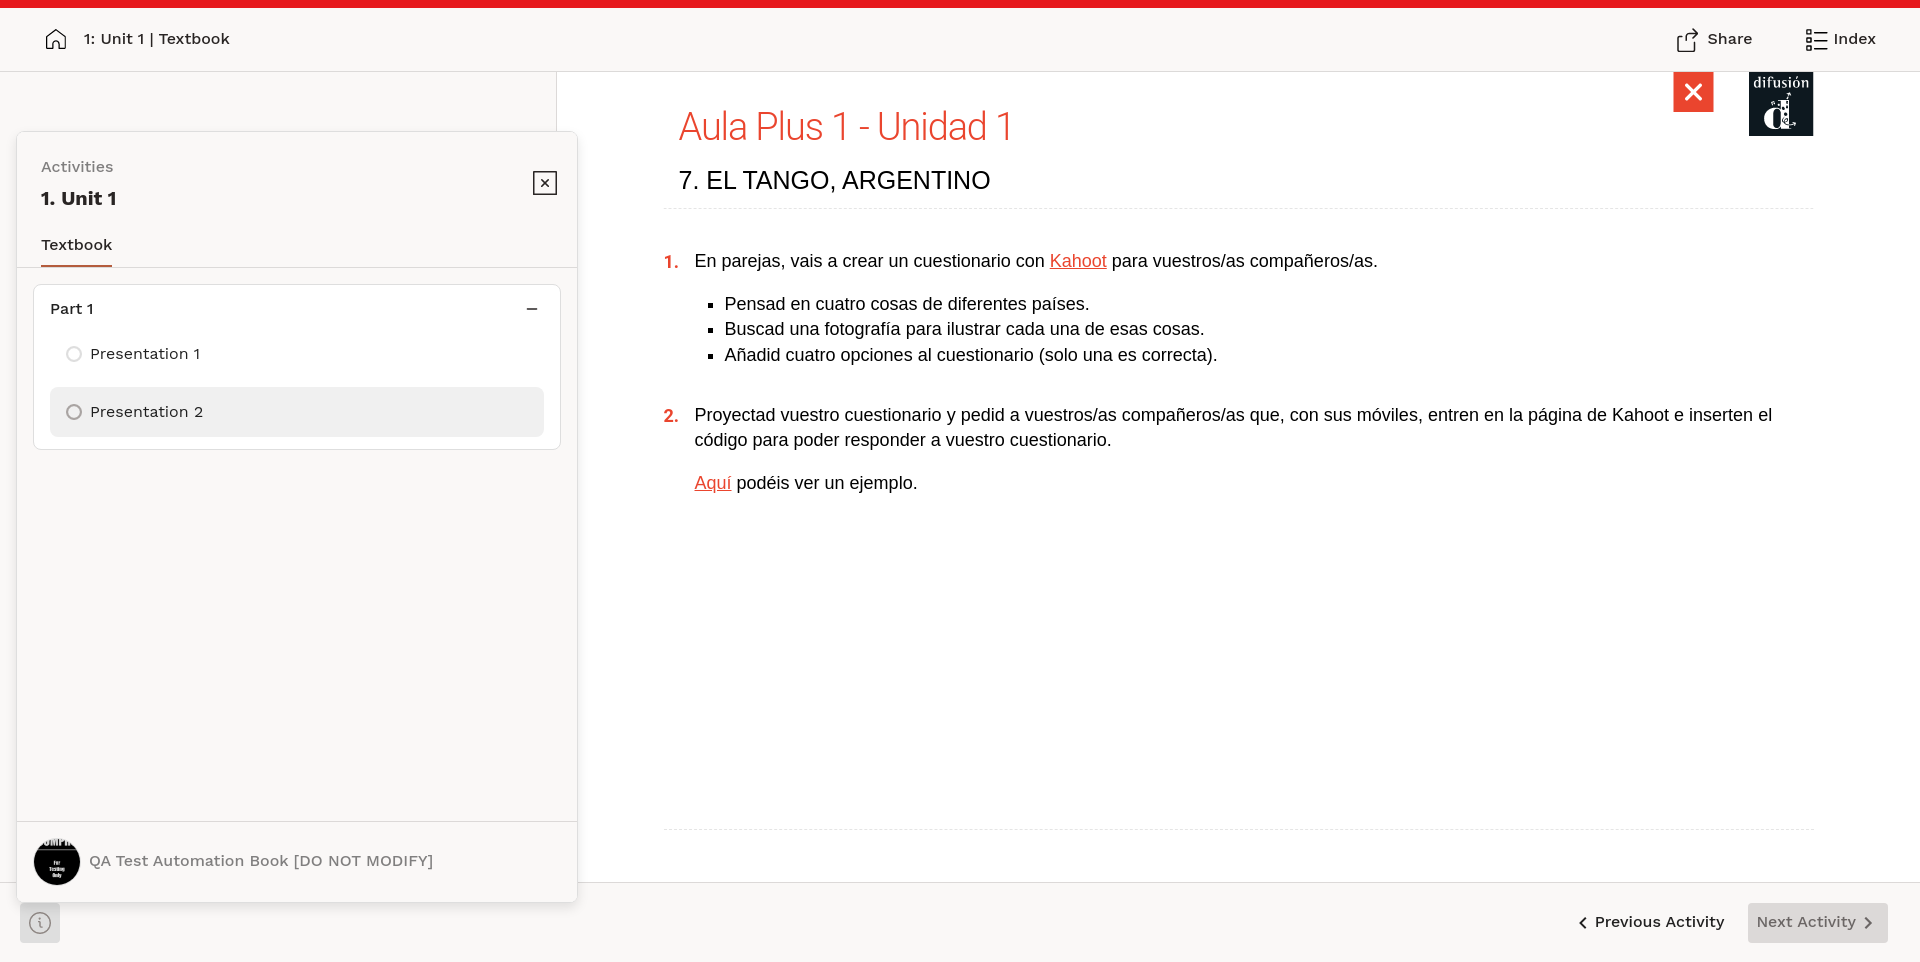 1: Unit 1 | Textbook
Share
Index
Activities
1. Unit 1
Textbook
Part 1
Presentation 1
Presentation 2
QA Test Automation Book [DO NOT MODIFY]
For
Testing
Only
difusión
Aula Plus 1 - Unidad 1
7. EL TANGO, ARGENTINO
1. En parejas, vais a crear un cuestionario con Kahoot para vuestros/as compañeros/as.
▪ Pensad en cuatro cosas de diferentes países.
▪ Buscad una fotografía para ilustrar cada una de esas cosas.
▪ Añadid cuatro opciones al cuestionario (solo una es correcta).
2. Proyectad vuestro cuestionario y pedid a vuestros/as compañeros/as que, con sus móviles, entren en la página de Kahoot e inserten el
código para poder responder a vuestro cuestionario.
Aquí podéis ver un ejemplo.
Previous Activity
Next Activity